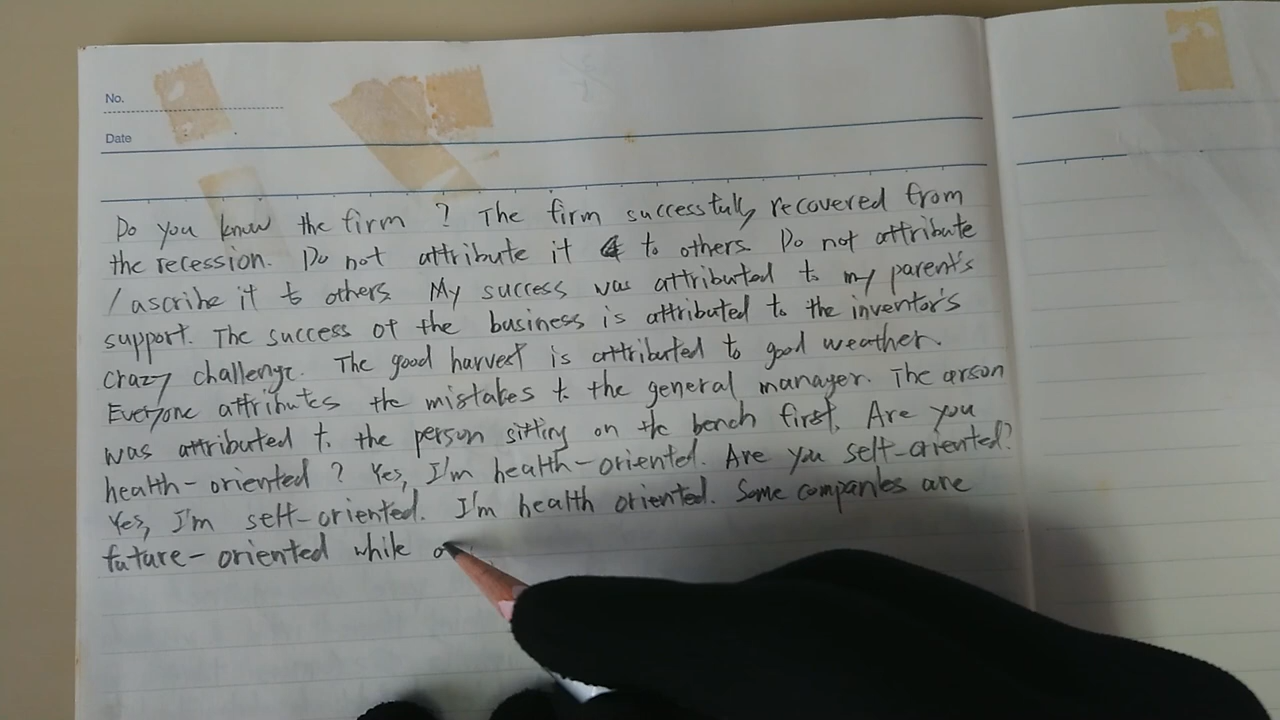 No.
Date
Do you know the firm? The firm successfully recovered from
the recession. Do not attribute it to others. Do not attribute
/ ascribe it to others. My success was attributed to my parent's
support. The success of the business is attributed to the inventor's
crazy challenge. The good harvest is attributed to good weather.
Everyone attributes the mistakes to the general manager. The arson
was attributed to the person sitting on the bench first. Are you
health-oriented? Yes, I'm health-oriented. Are you self-oriented?
Yes, I'm self-oriented. I'm health oriented. Some companies are
future-oriented while o